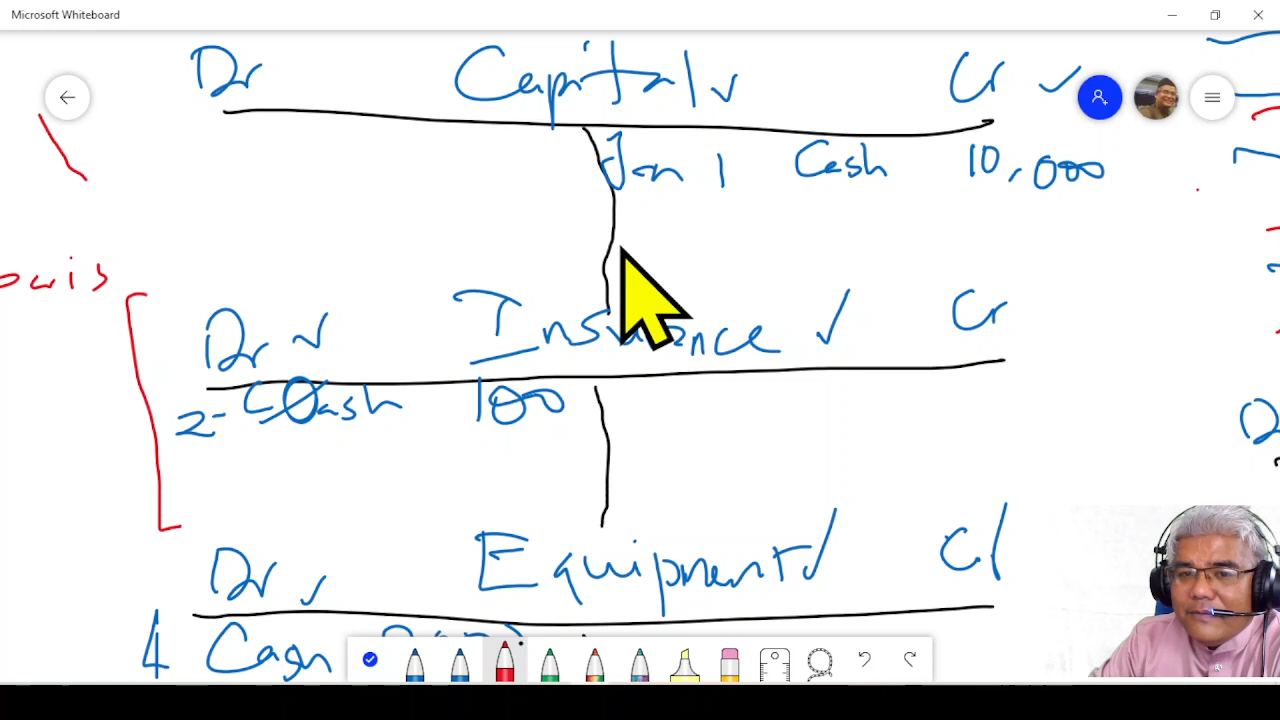 Microsoft Whiteboard
Dr Capital ✓ Cr ✓
Jan 1 Cash 10,000
Dr ✓ Insurance ✓ Cr
2- Cash 100
Dr ✓ Equipment ✓ Cr
4 Cash